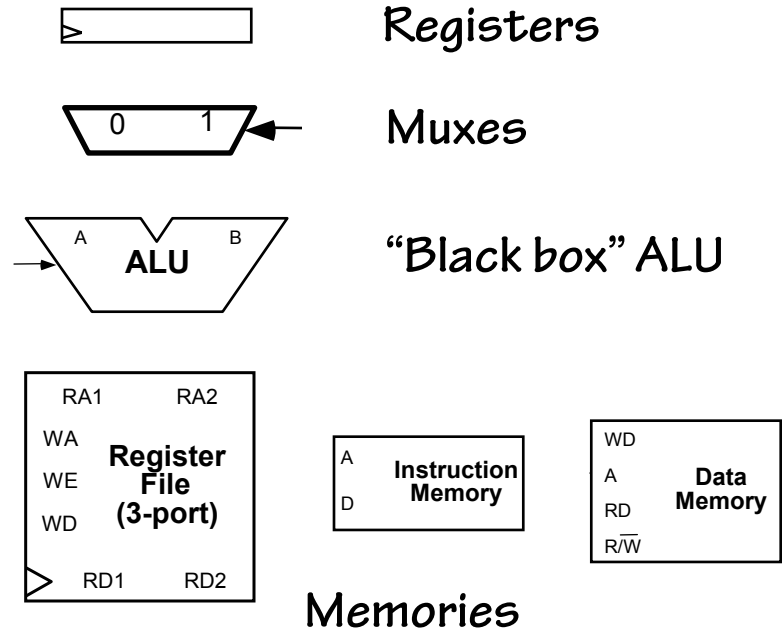 Registers
0 1
Muxes
A B
ALU
“Black box” ALU
RA1 RA2
WA
WE
WD
Register
File
(3-port)
RD1 RD2
A
D
Instruction
Memory
WD
A
RD
R/W̅
Data
Memory
Memories